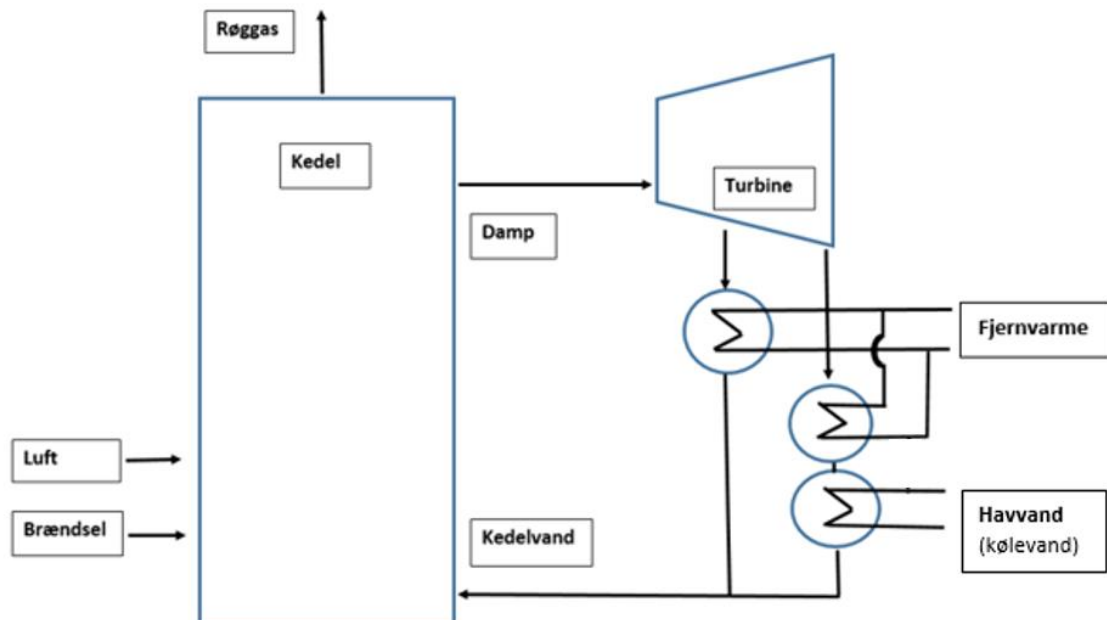 Røggas
Kedel
Turbine
Damp
Fjernvarme
Luft
Brændsel
Kedelvand
Havvand
(kølevand)